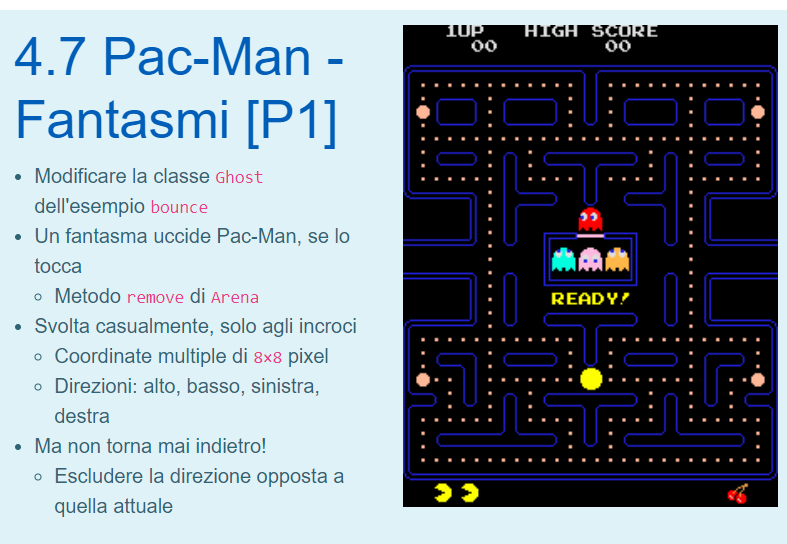 4.7 Pac-Man -
Fantasmi [P1]
Modificare la classe Ghost
dell'esempio bounce
Un fantasma uccide Pac-Man, se lo
tocca
Metodo remove di Arena
Svolta casualmente, solo agli incroci
Coordinate multiple di 8×8 pixel
Direzioni: alto, basso, sinistra,
destra
Ma non torna mai indietro!
Escludere la direzione opposta a
quella attuale
1UP HIGH SCORE
00 00
READY!